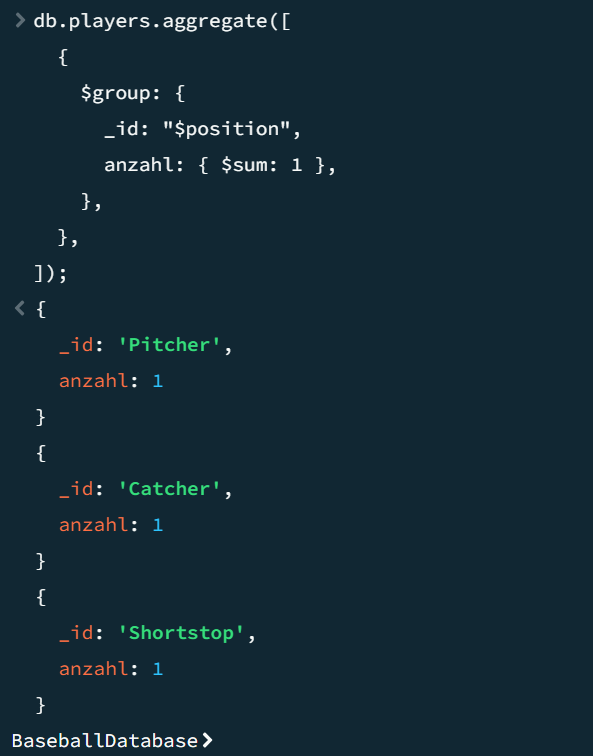 db.players.aggregate([
{
$group: {
_id: "$position",
anzahl: { $sum: 1 },
},
},
]);
{
_id: 'Pitcher',
anzahl: 1
}
{
_id: 'Catcher',
anzahl: 1
}
{
_id: 'Shortstop',
anzahl: 1
}
BaseballDatabase>